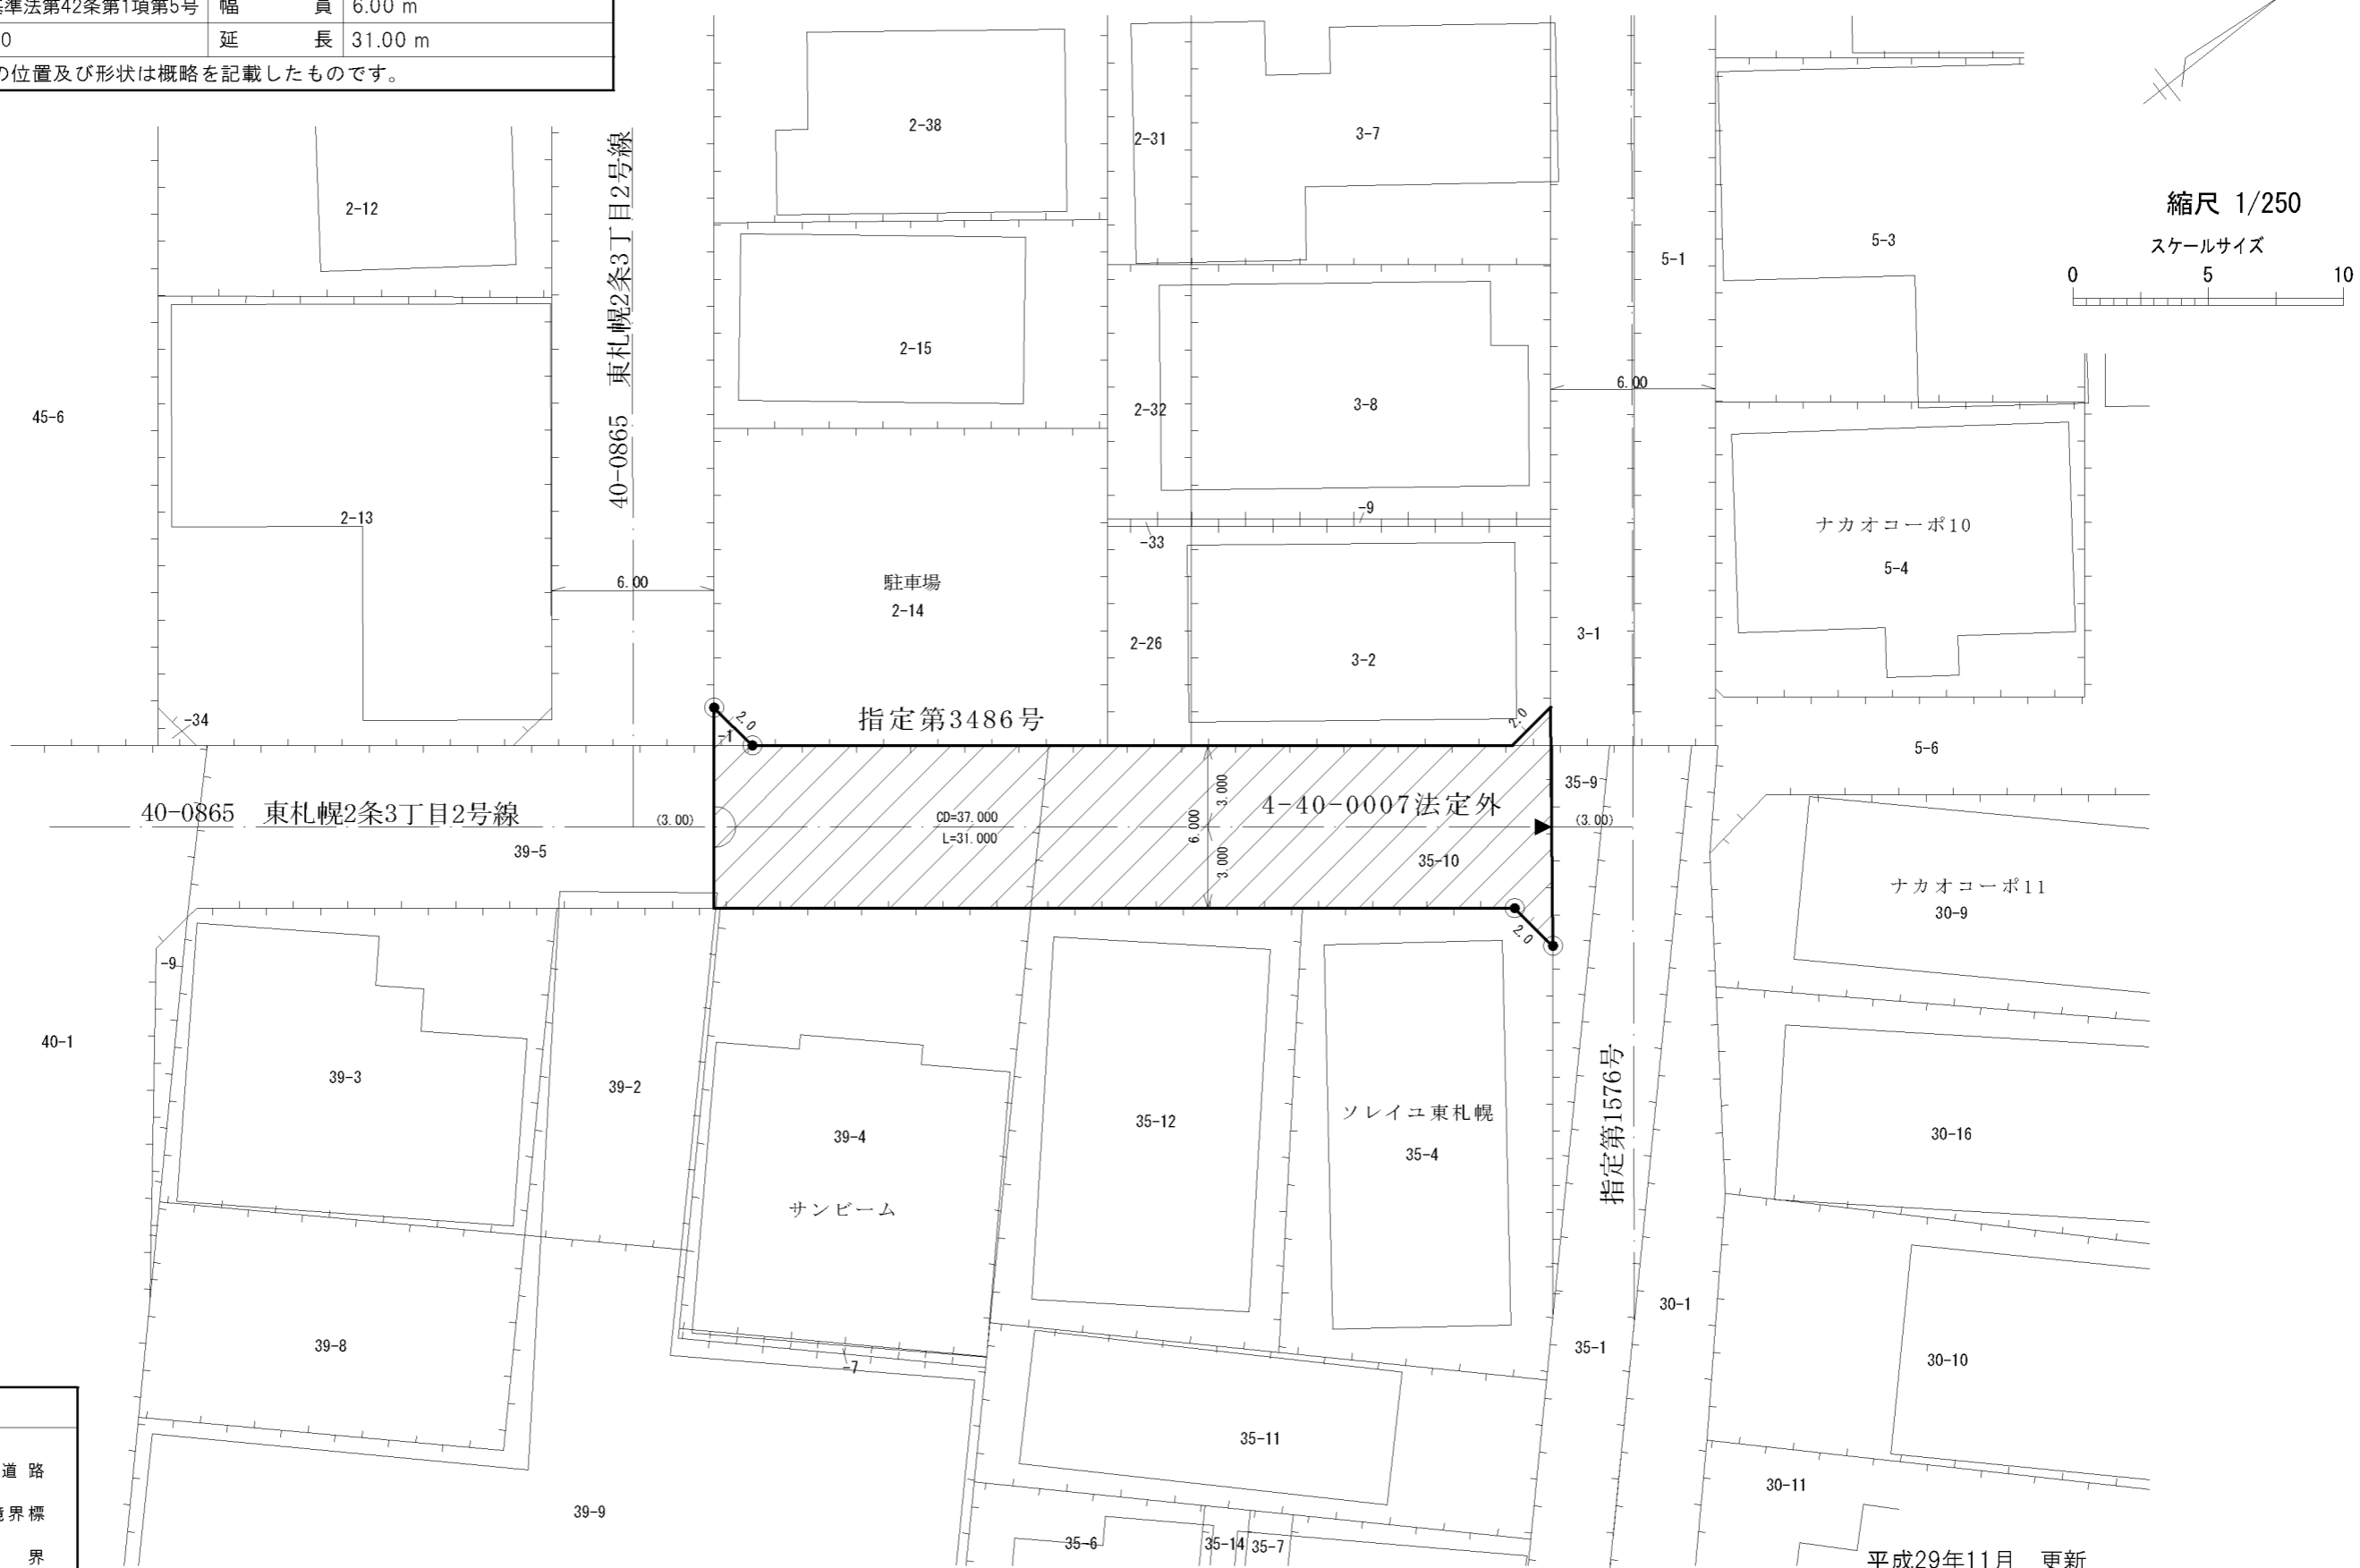 基準法第42条第1項第5号 幅員 6.00 m
0 延長 31.00 m
の位置及び形状は概略を記載したものです。
縮尺 1/250
スケールサイズ
0 5 10
2-12
2-38
2-31
3-7
5-1
5-3
40-0865 東札幌2条3丁目2号線
2-15
2-32
3-8
6.00
45-6
2-13
-9
-33
ナカオコーポ10
5-4
6.00
駐車場
2-14
2-26
3-2
3-1
-34
2.0
-1
指定第3486号
2.0
5-6
40-0865 東札幌2条3丁目2号線
(3.00)
39-5
CD=37.000
L=31.000
6.000
3.000
3.000
4-40-0007法定外
35-10
35-9
(3.00)
2.0
ナカオコーポ11
30-9
-9
40-1
39-3
39-2
39-4
サンビーム
35-12
ソレイユ東札幌
35-4
指定第1576号
30-16
39-8
-7
30-1
35-1
30-10
35-11
39-9
35-6
35-14
35-7
30-11
道路
界標
界
平成29年11月 更新